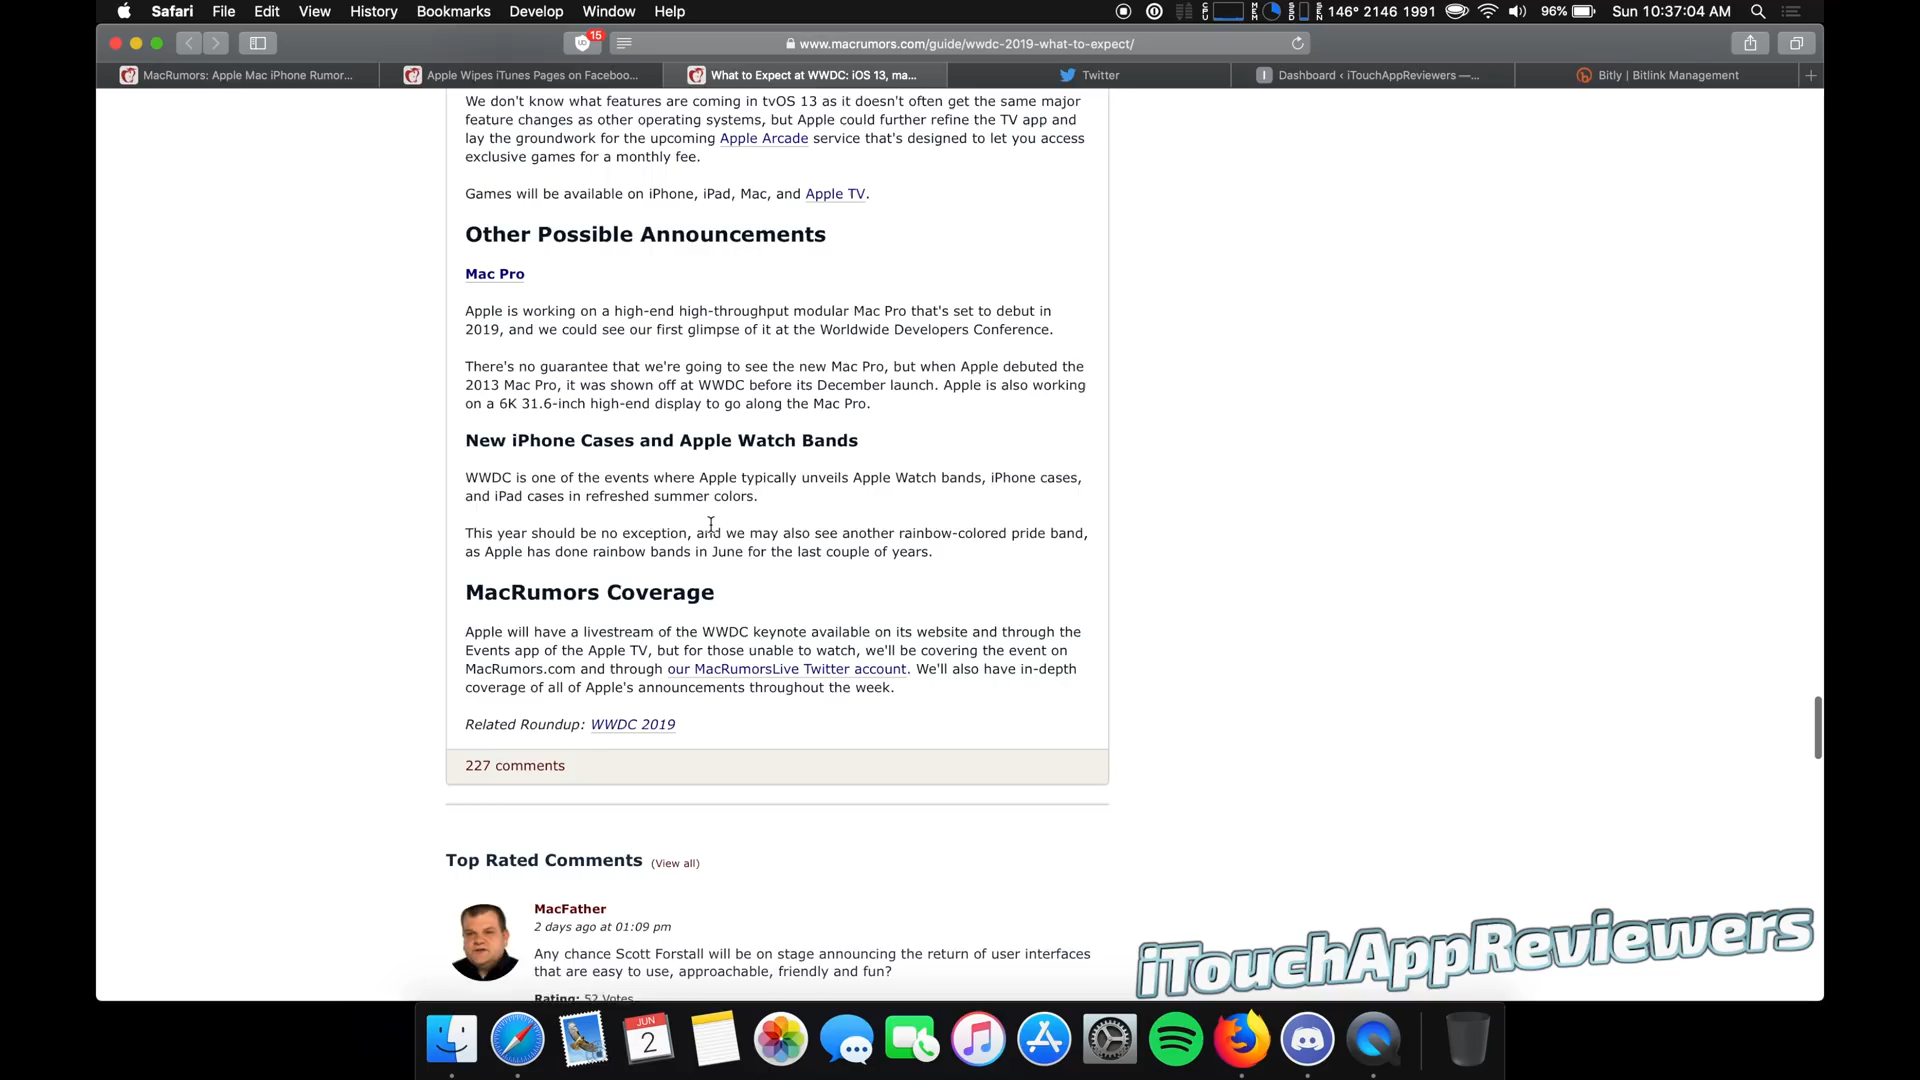 Safari File Edit View History Bookmarks Develop Window Help
CPU MEM SSD SEN 146° 2146 1991 96% Sun 10:37:04 AM
15
www.macrumors.com/guide/wwdc-2019-what-to-expect/
MacRumors: Apple Mac iPhone Rumor...
Apple Wipes iTunes Pages on Faceboo...
What to Expect at WWDC: iOS 13, ma...
Twitter
Dashboard ‹ iTouchAppReviewers —...
Bitly | Bitlink Management
We don't know what features are coming in tvOS 13 as it doesn't often get the same major
feature changes as other operating systems, but Apple could further refine the TV app and
lay the groundwork for the upcoming Apple Arcade service that's designed to let you access
exclusive games for a monthly fee.
Games will be available on iPhone, iPad, Mac, and Apple TV.
Other Possible Announcements
Mac Pro
Apple is working on a high-end high-throughput modular Mac Pro that's set to debut in
2019, and we could see our first glimpse of it at the Worldwide Developers Conference.
There's no guarantee that we're going to see the new Mac Pro, but when Apple debuted the
2013 Mac Pro, it was shown off at WWDC before its December launch. Apple is also working
on a 6K 31.6-inch high-end display to go along the Mac Pro.
New iPhone Cases and Apple Watch Bands
WWDC is one of the events where Apple typically unveils Apple Watch bands, iPhone cases,
and iPad cases in refreshed summer colors.
This year should be no exception, and we may also see another rainbow-colored pride band,
as Apple has done rainbow bands in June for the last couple of years.
MacRumors Coverage
Apple will have a livestream of the WWDC keynote available on its website and through the
Events app of the Apple TV, but for those unable to watch, we'll be covering the event on
MacRumors.com and through our MacRumorsLive Twitter account. We'll also have in-depth
coverage of all of Apple's announcements throughout the week.
Related Roundup: WWDC 2019
227 comments
Top Rated Comments (View all)
MacFather
2 days ago at 01:09 pm
Any chance Scott Forstall will be on stage announcing the return of user interfaces
that are easy to use, approachable, friendly and fun?
Rating: 52 Votes
iTouchAppReviewers
JUN
2